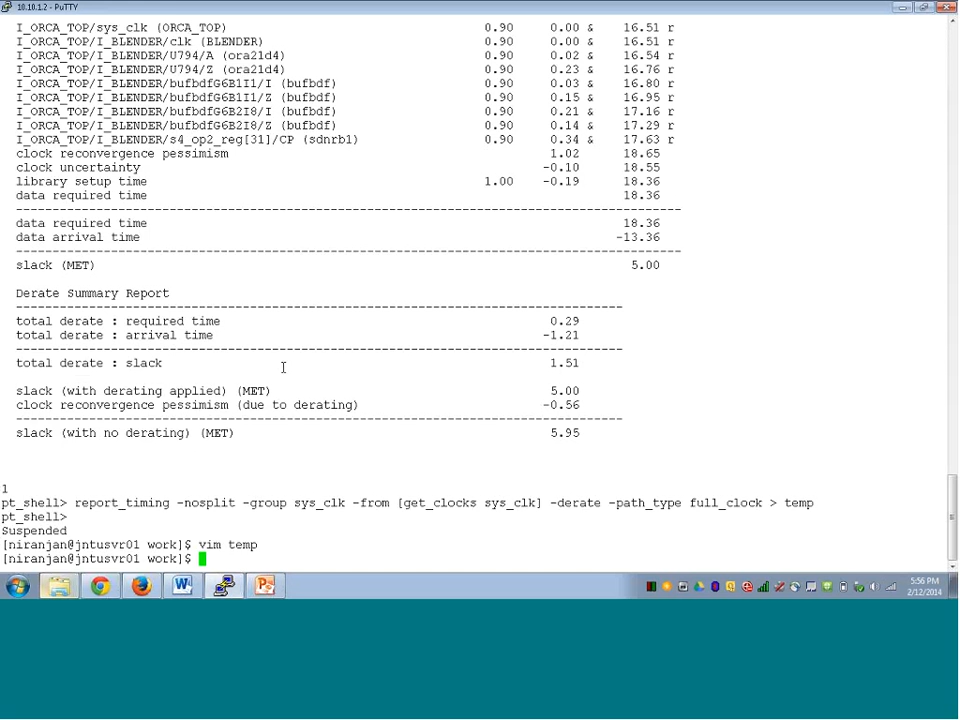 10.10.1.2 - PuTTY
I_ORCA_TOP/sys_clk (ORCA_TOP) 0.90 0.00 & 16.51 r
I_ORCA_TOP/I_BLENDER/clk (BLENDER) 0.90 0.00 & 16.51 r
I_ORCA_TOP/I_BLENDER/U794/A (ora21d4) 0.90 0.02 & 16.54 r
I_ORCA_TOP/I_BLENDER/U794/Z (ora21d4) 0.90 0.23 & 16.76 r
I_ORCA_TOP/I_BLENDER/bufbdfG6B1I1/I (bufbdf) 0.90 0.03 & 16.80 r
I_ORCA_TOP/I_BLENDER/bufbdfG6B1I1/Z (bufbdf) 0.90 0.15 & 16.95 r
I_ORCA_TOP/I_BLENDER/bufbdfG6B2I8/I (bufbdf) 0.90 0.21 & 17.16 r
I_ORCA_TOP/I_BLENDER/bufbdfG6B2I8/Z (bufbdf) 0.90 0.14 & 17.29 r
I_ORCA_TOP/I_BLENDER/s4_op2_reg[31]/CP (sdnrb1) 0.90 0.34 & 17.63 r
clock reconvergence pessimism 1.02 18.65
clock uncertainty -0.10 18.55
library setup time 1.00 -0.19 18.36
data required time 18.36
--------------------------------------------------------------------------------------------
data required time 18.36
data arrival time -13.36
--------------------------------------------------------------------------------------------
slack (MET) 5.00
Derate Summary Report
------------------------------------------------------------------------------------
total derate : required time 0.29
total derate : arrival time -1.21
------------------------------------------------------------------------------------
total derate : slack 1.51
slack (with derating applied) (MET) 5.00
clock reconvergence pessimism (due to derating) -0.56
------------------------------------------------------------------------------------
slack (with no derating) (MET) 5.95
1
pt_shell> report_timing -nosplit -group sys_clk -from [get_clocks sys_clk] -derate -path_type full_clock > temp
pt_shell>
Suspended
[niranjan@jntusvr01 work]$ vim temp
[niranjan@jntusvr01 work]$
5:56 PM
2/12/2014